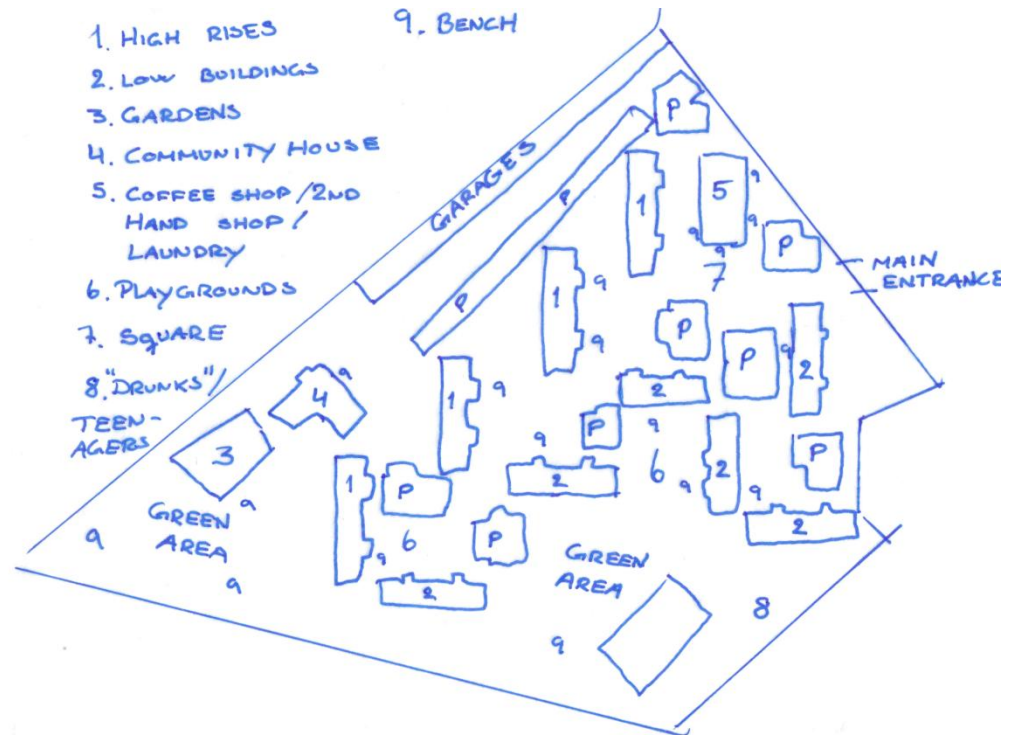 1. HIGH RISES
2. LOW BUILDINGS
3. GARDENS
4. COMMUNITY HOUSE
5. COFFEE SHOP/2ND
HAND SHOP/
LAUNDRY
6. PLAYGROUNDS
7. SQUARE
8. "DRUNKS"/
TEEN-
AGERS
9. BENCH
P
GARAGES
P
1
5
9
9
9
9
P
7
MAIN
ENTRANCE
1
9
P
9
P
P
9
2
4
9
1
9
2
P
9
9
3
6
2
P
1
P
2
9
9
9
GREEN
AREA
9
6
P
2
9
GREEN
AREA
9
2
8
9